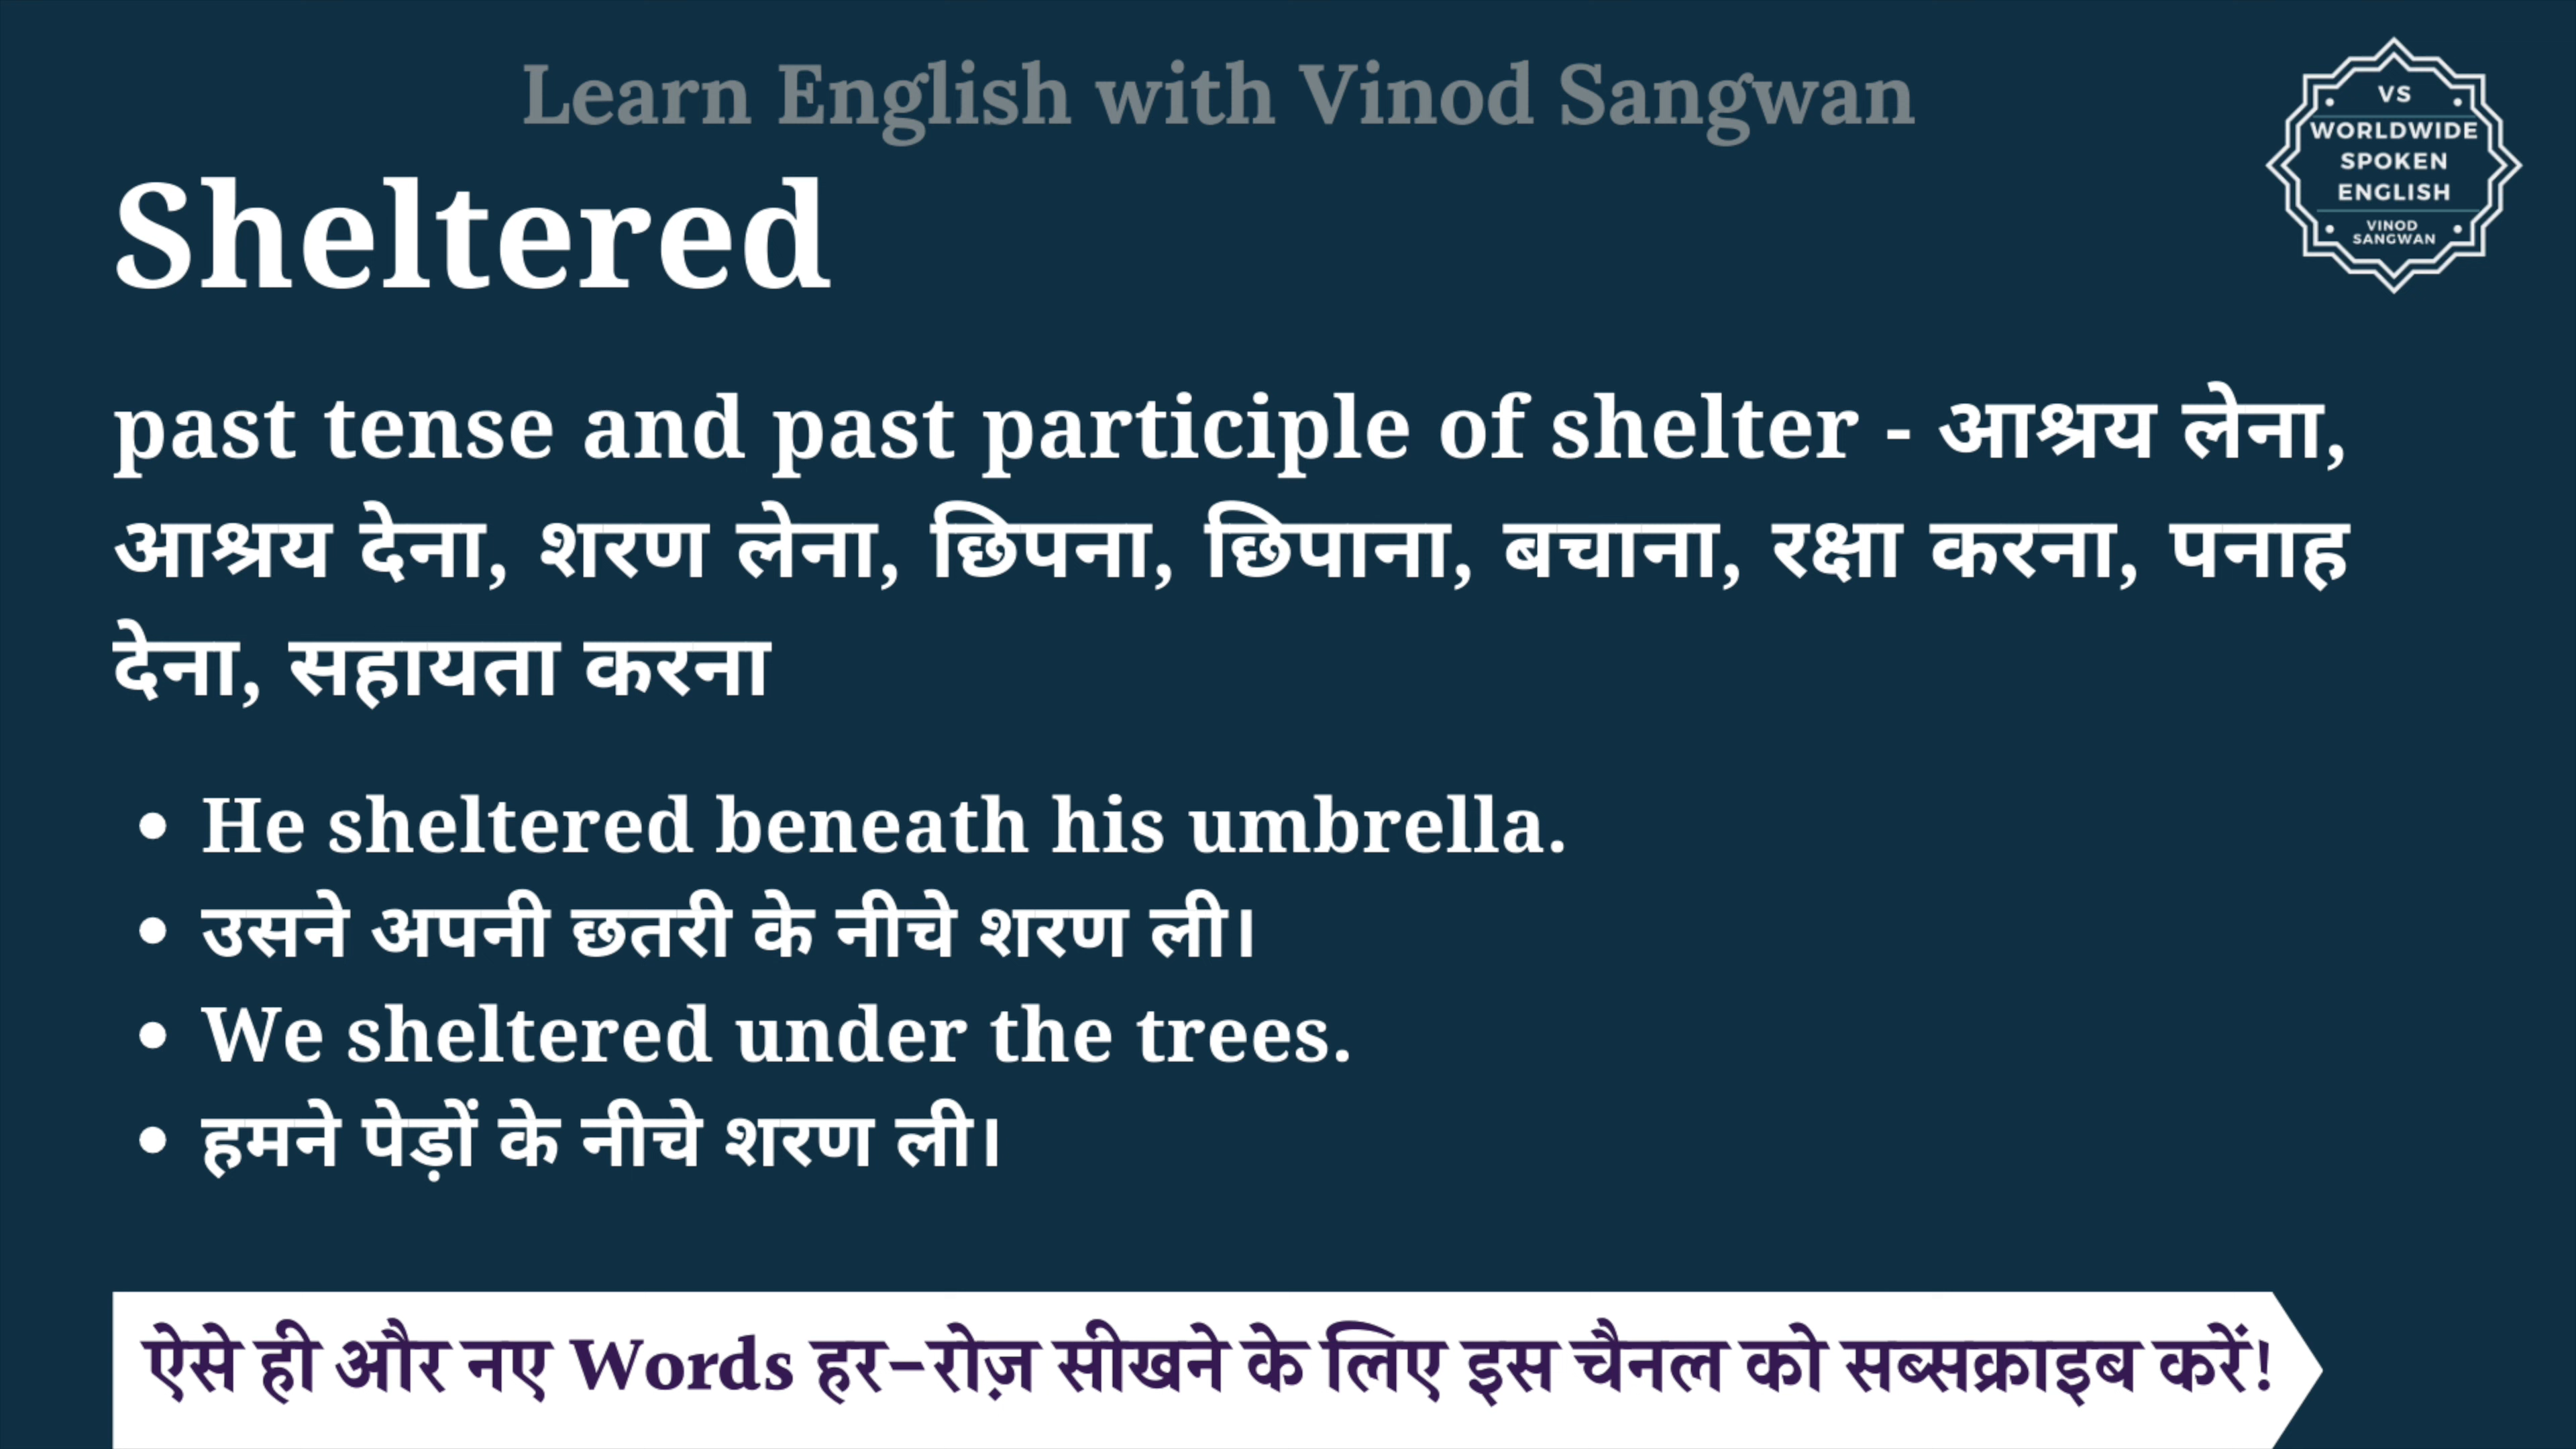 Learn English with Vinod Sangwan
VS
WORLDWIDE
SPOKEN
ENGLISH
VINOD
SANGWAN
Sheltered
past tense and past participle of shelter - आश्रय लेना,
आश्रय देना, शरण लेना, छिपना, छिपाना, बचाना, रक्षा करना, पनाह
देना, सहायता करना
• He sheltered beneath his umbrella.
• उसने अपनी छतरी के नीचे शरण ली।
• We sheltered under the trees.
• हमने पेड़ों के नीचे शरण ली।
ऐसे ही और नए Words हर-रोज़ सीखने के लिए इस चैनल को सब्सक्राइब करें!